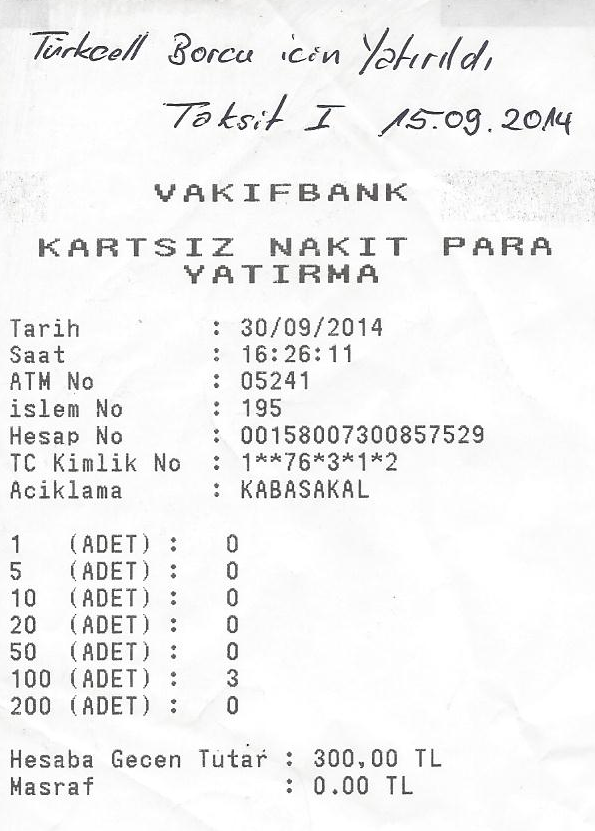 Türkcell Borcu icin Yatırıldı
Taksit I 15.09.2014
VAKIFBANK
KARTSIZ NAKIT PARA
YATIRMA
Tarih : 30/09/2014
Saat : 16:26:11
ATM No : 05241
islem No : 195
Hesap No : 00158007300857529
TC Kimlik No : 1**76*3*1*2
Aciklama : KABASAKAL
1 (ADET) : 0
5 (ADET) : 0
10 (ADET) : 0
20 (ADET) : 0
50 (ADET) : 0
100 (ADET) : 3
200 (ADET) : 0
Hesaba Gecen Tutar : 300,00 TL
Masraf : 0.00 TL